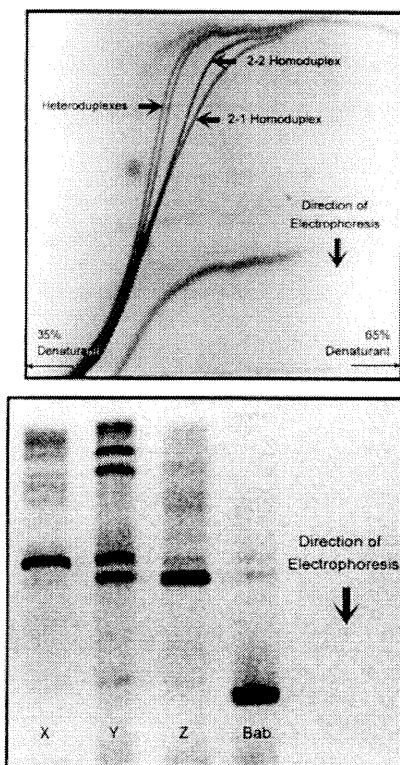 2-2 Homoduplex
Heteroduplexes
2-1 Homoduplex
Direction of
Electrophoresis
35%
Denaturant
65%
Denaturant
Direction of
Electrophoresis
X Y Z Bab